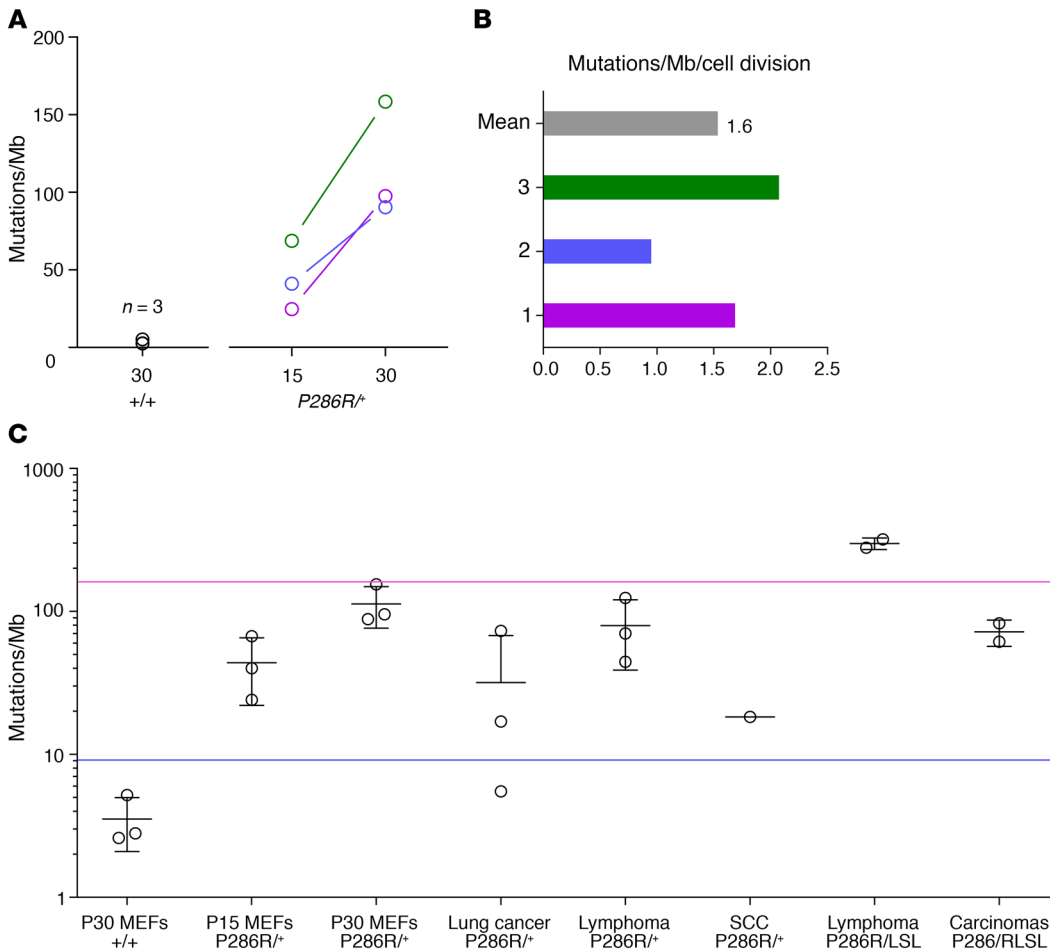 A
200
150
100
50
0
Mutations/Mb
n = 3
30
15
30
+/+
P286R/+
B
Mutations/Mb/cell division
Mean
1.6
3
2
1
0.0 0.5 1.0 1.5 2.0 2.5
C
1000
100
10
1
Mutations/Mb
P30 MEFs P15 MEFs P30 MEFs Lung cancer Lymphoma SCC Lymphoma Carcinomas
+/+ P286R/+ P286R/+ P286R/+ P286R/+ P286R/+ P286R/LSL P286/RLSL